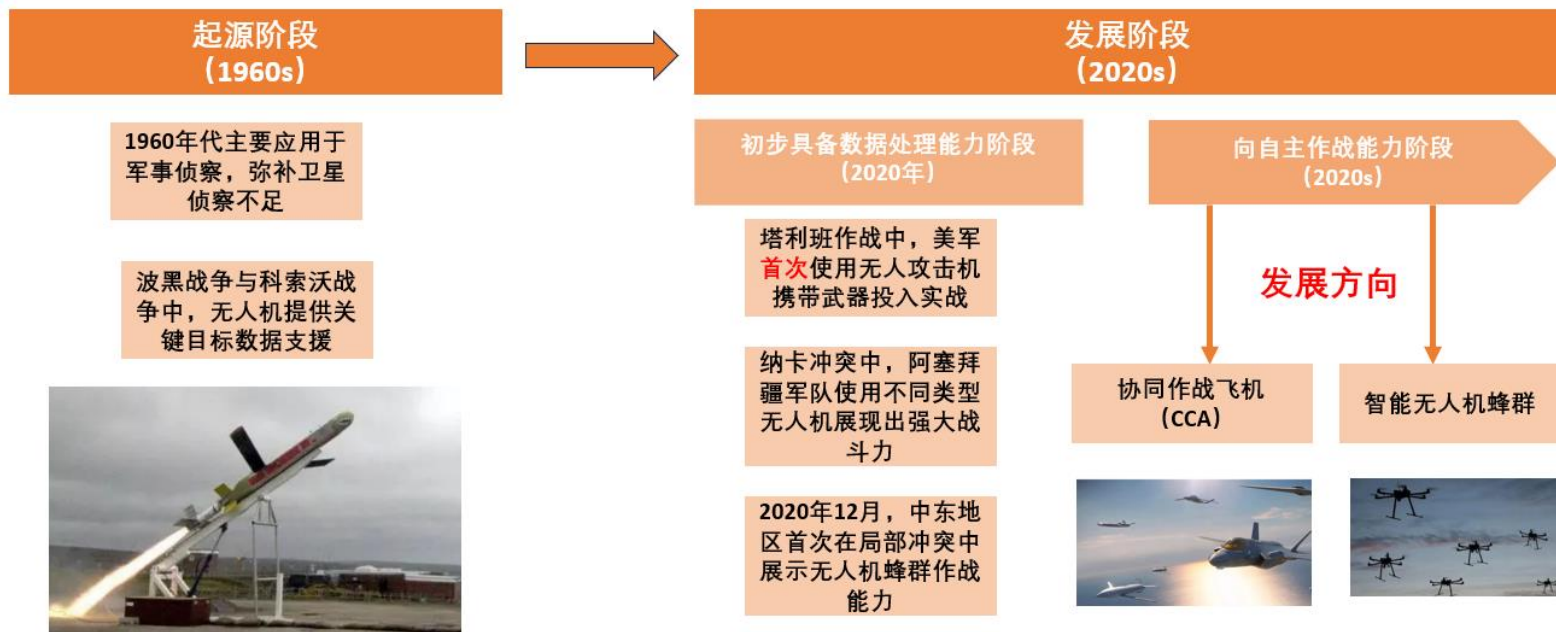 起源阶段
（1960s）
1960年代主要应用于
军事侦察，弥补卫星
侦察不足
波黑战争与科索沃战
争中，无人机提供关
键目标数据支援
发展阶段
（2020s）
初步具备数据处理能力阶段
（2020年）
塔利班作战中，美军
首次使用无人攻击机
携带武器投入实战
纳卡冲突中，阿塞拜
疆军队使用不同类型
无人机展现出强大战
斗力
2020年12月，中东地
区首次在局部冲突中
展示无人机蜂群作战
能力
向自主作战能力阶段
（2020s）
发展方向
协同作战飞机
（CCA）
智能无人机蜂群